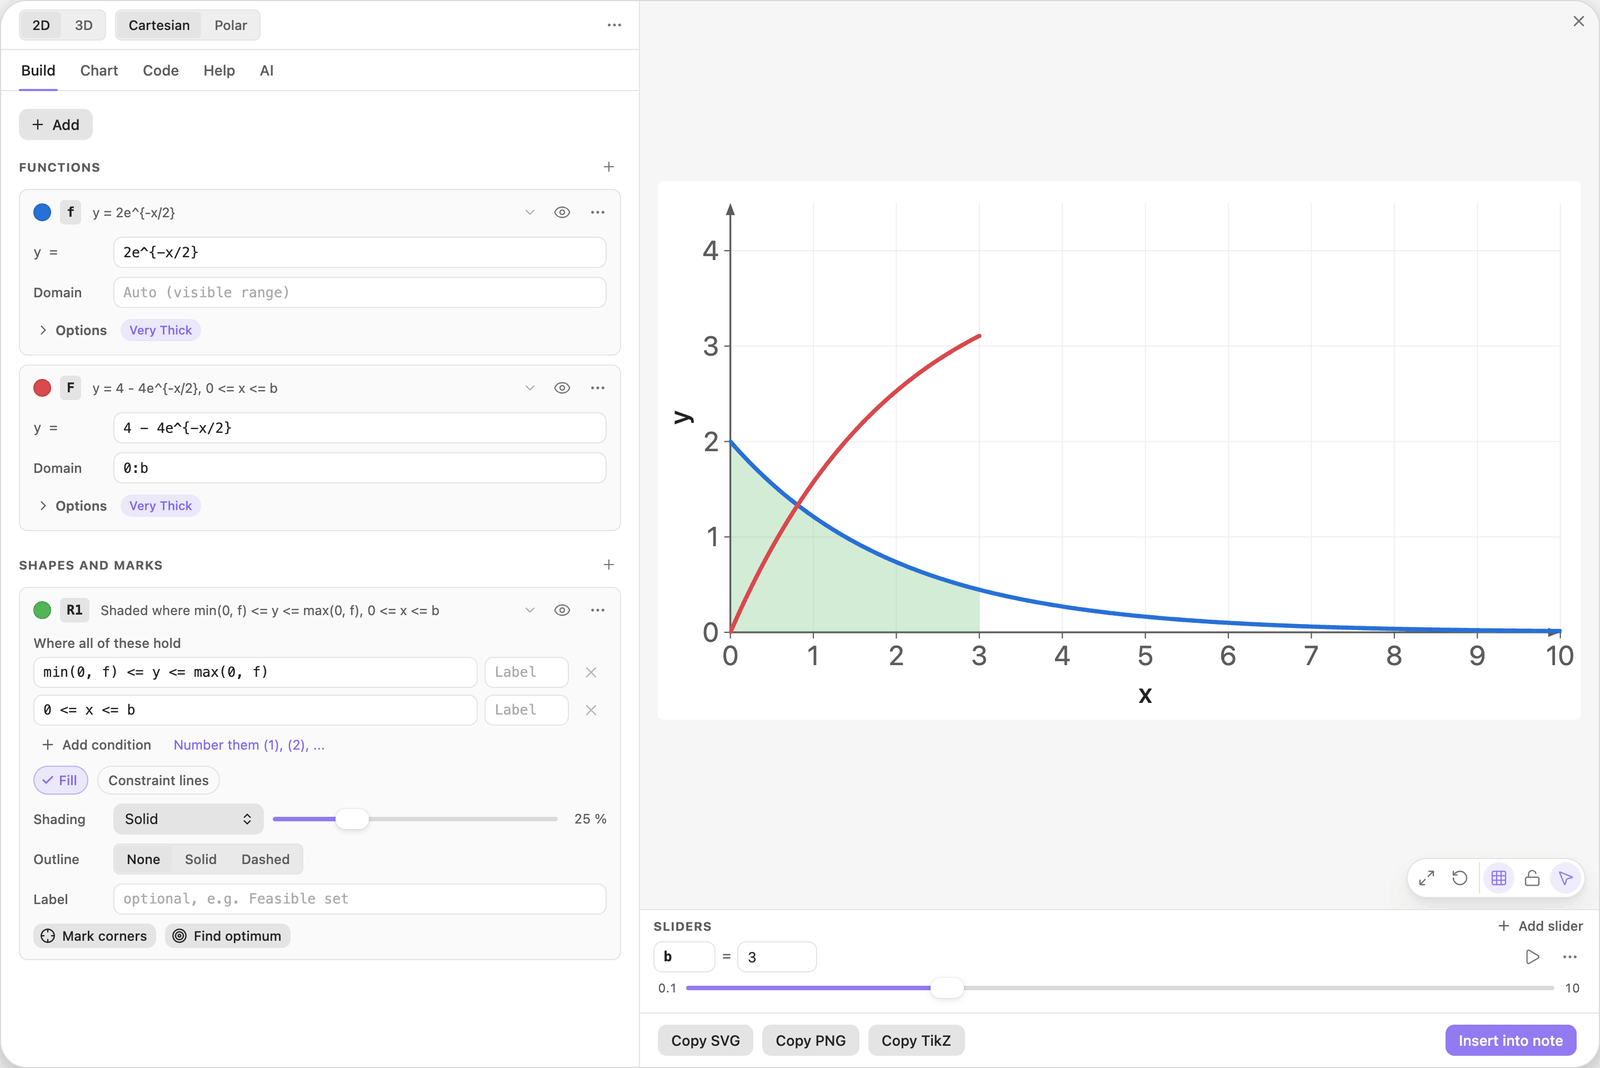 2D 3D Cartesian Polar
Build Chart Code Help AI
+ Add
FUNCTIONS
f y = 2e^{-x/2}
y = 2e^{-x/2}
Domain Auto (visible range)
Options Very Thick
F y = 4 - 4e^{-x/2}, 0 <= x <= b
y = 4 - 4e^{-x/2}
Domain 0:b
Options Very Thick
SHAPES AND MARKS
R1 Shaded where min(0, f) <= y <= max(0, f), 0 <= x <= b
Where all of these hold
min(0, f) <= y <= max(0, f) Label
0 <= x <= b Label
+ Add condition Number them (1), (2), ...
Fill Constraint lines
Shading Solid 25 %
Outline None Solid Dashed
Label optional, e.g. Feasible set
Mark corners Find optimum
4
3
2
1
0
y
0 1 2 3 4 5 6 7 8 9 10
x
SLIDERS + Add slider
b = 3
0.1 10
Copy SVG Copy PNG Copy TikZ Insert into note